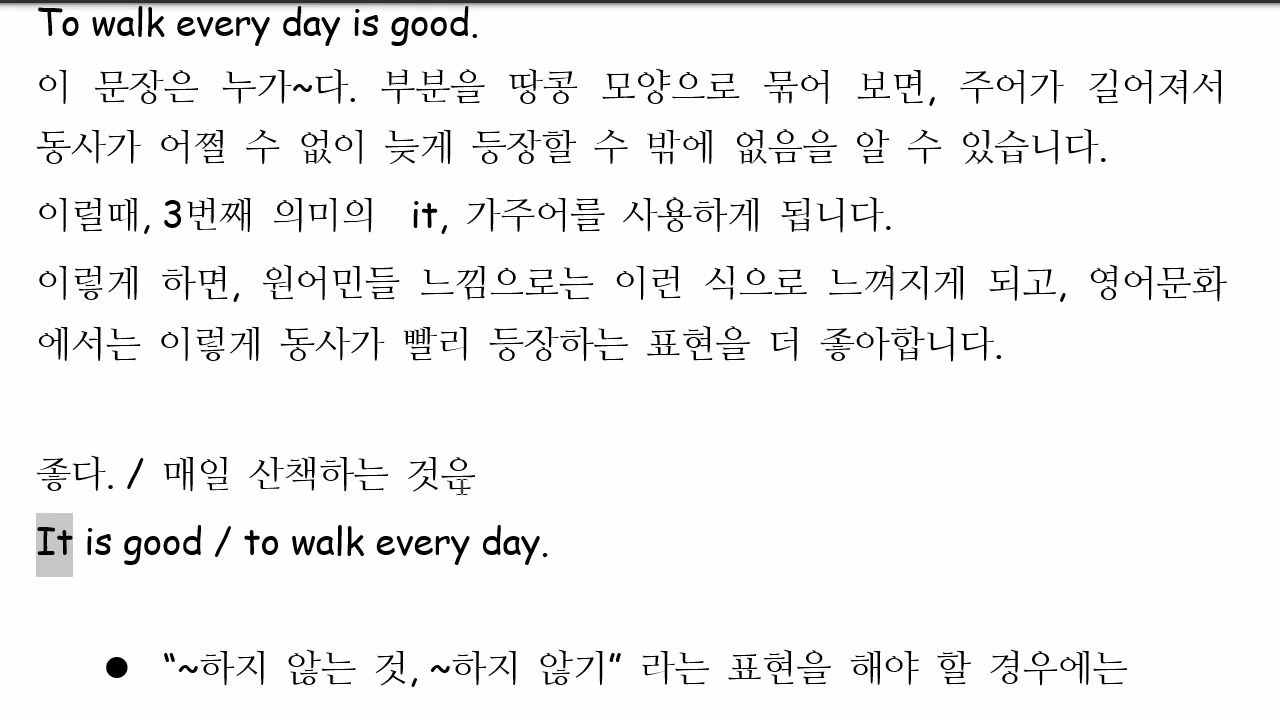 To walk every day is good.
이 문장은 누가~다. 부분을 땅콩 모양으로 묶어 보면, 주어가 길어져서
동사가 어쩔 수 없이 늦게 등장할 수 밖에 없음을 알 수 있습니다.
이럴때, 3번째 의미의 it, 가주어를 사용하게 됩니다.
이렇게 하면, 원어민들 느낌으로는 이런 식으로 느껴지게 되고, 영어문화
에서는 이렇게 동사가 빨리 등장하는 표현을 더 좋아합니다.
좋다. / 매일 산책하는 것은
It is good / to walk every day.
● “~하지 않는 것, ~하지 않기” 라는 표현을 해야 할 경우에는